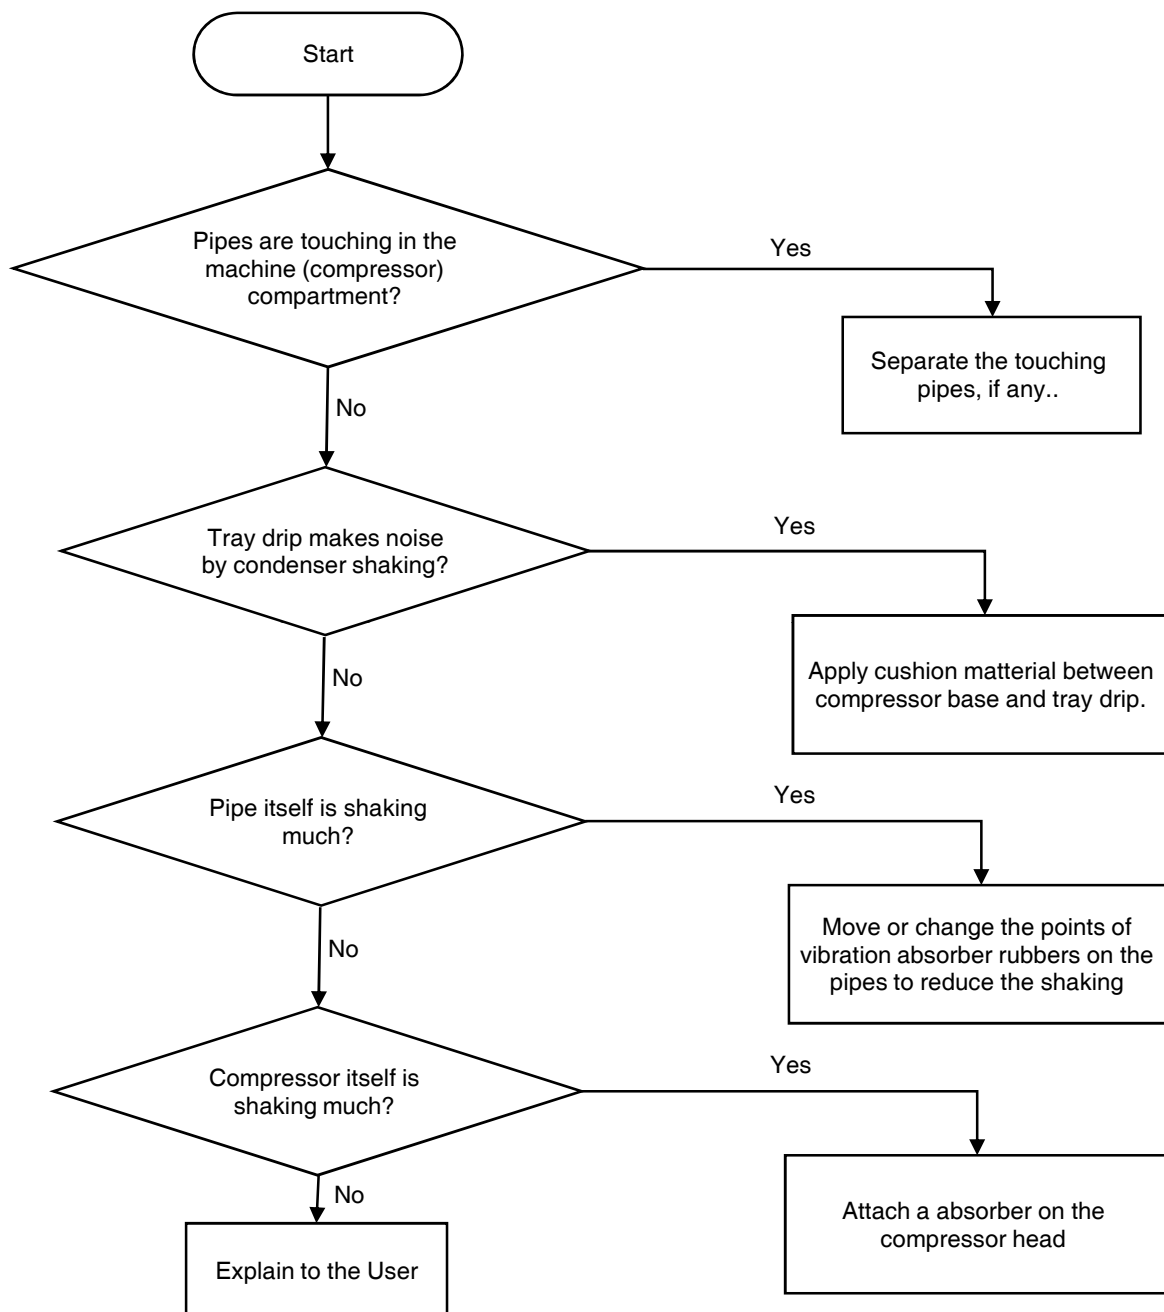 Start
Pipes are touching in the
machine (compressor)
compartment?
Yes
Separate the touching
pipes, if any..
No
Tray drip makes noise
by condenser shaking?
Yes
Apply cushion matterial between
compressor base and tray drip.
No
Pipe itself is shaking
much?
Yes
Move or change the points of
vibration absorber rubbers on the
pipes to reduce the shaking
No
Compressor itself is
shaking much?
Yes
Attach a absorber on the
compressor head
No
Explain to the User